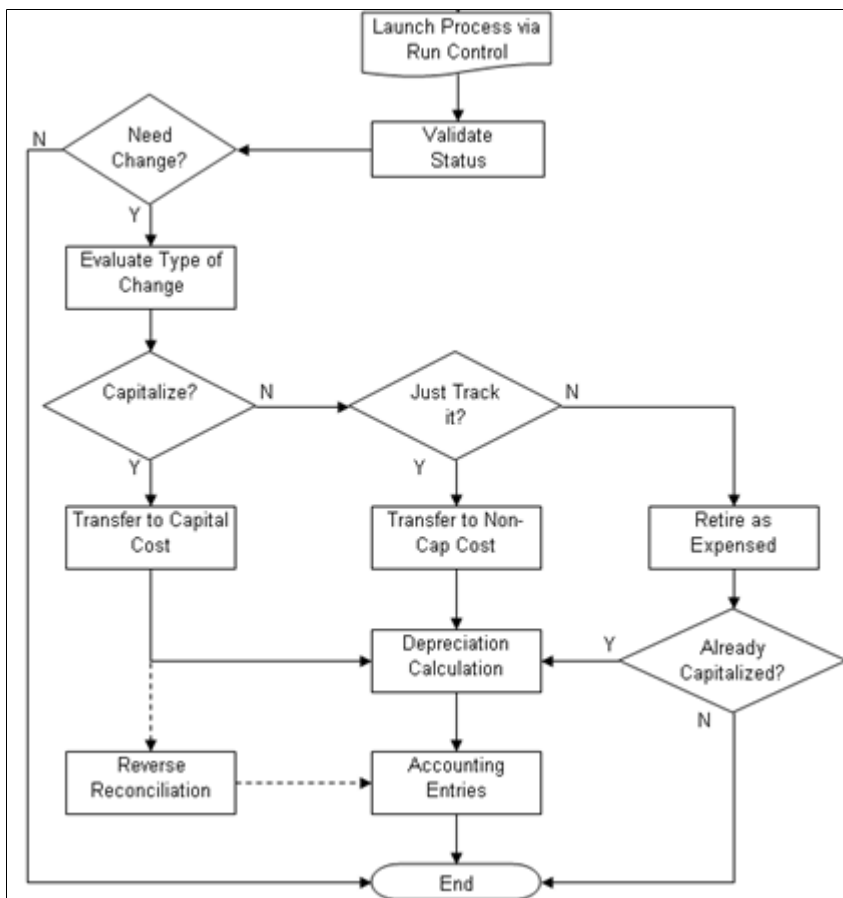 Launch Process via
Run Control
Validate
Status
Need
Change?
N
Y
Evaluate Type of
Change
Capitalize?
N
Y
Just Track
it?
N
Y
Transfer to Capital
Cost
Transfer to Non-
Cap Cost
Retire as
Expensed
Depreciation
Calculation
Y
Already
Capitalized?
N
Reverse
Reconciliation
Accounting
Entries
End